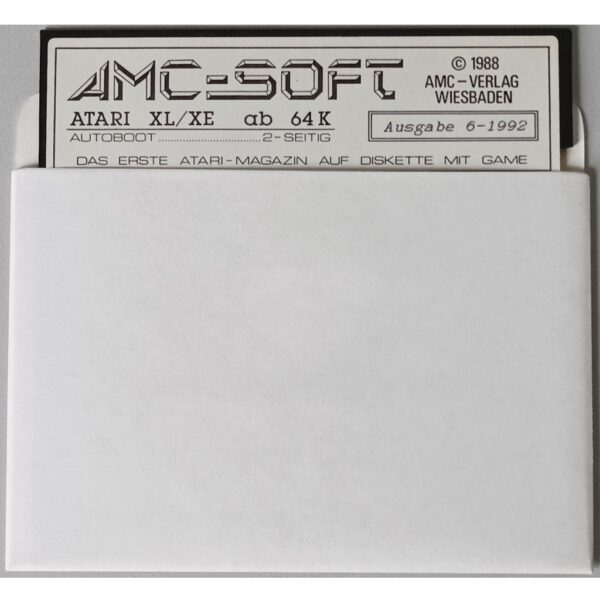 AMC-SOFT
© 1988
AMC-VERLAG
WIESBADEN
ATARI XL/XE ab 64K
Ausgabe 6-1992
AUTOBOOT..............................2-SEITIG
DAS ERSTE ATARI-MAGAZIN AUF DISKETTE MIT GAME